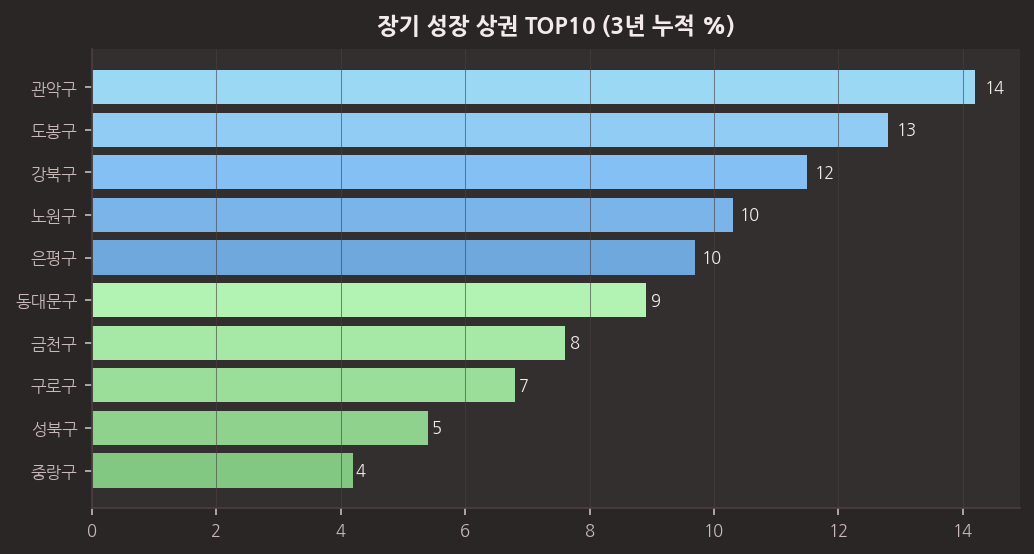 장기 성장 상권 TOP10 (3년 누적 %)
관악구 14
도봉구 13
강북구 12
노원구 10
은평구 10
동대문구 9
금천구 8
구로구 7
성북구 5
중랑구 4
0 2 4 6 8 10 12 14